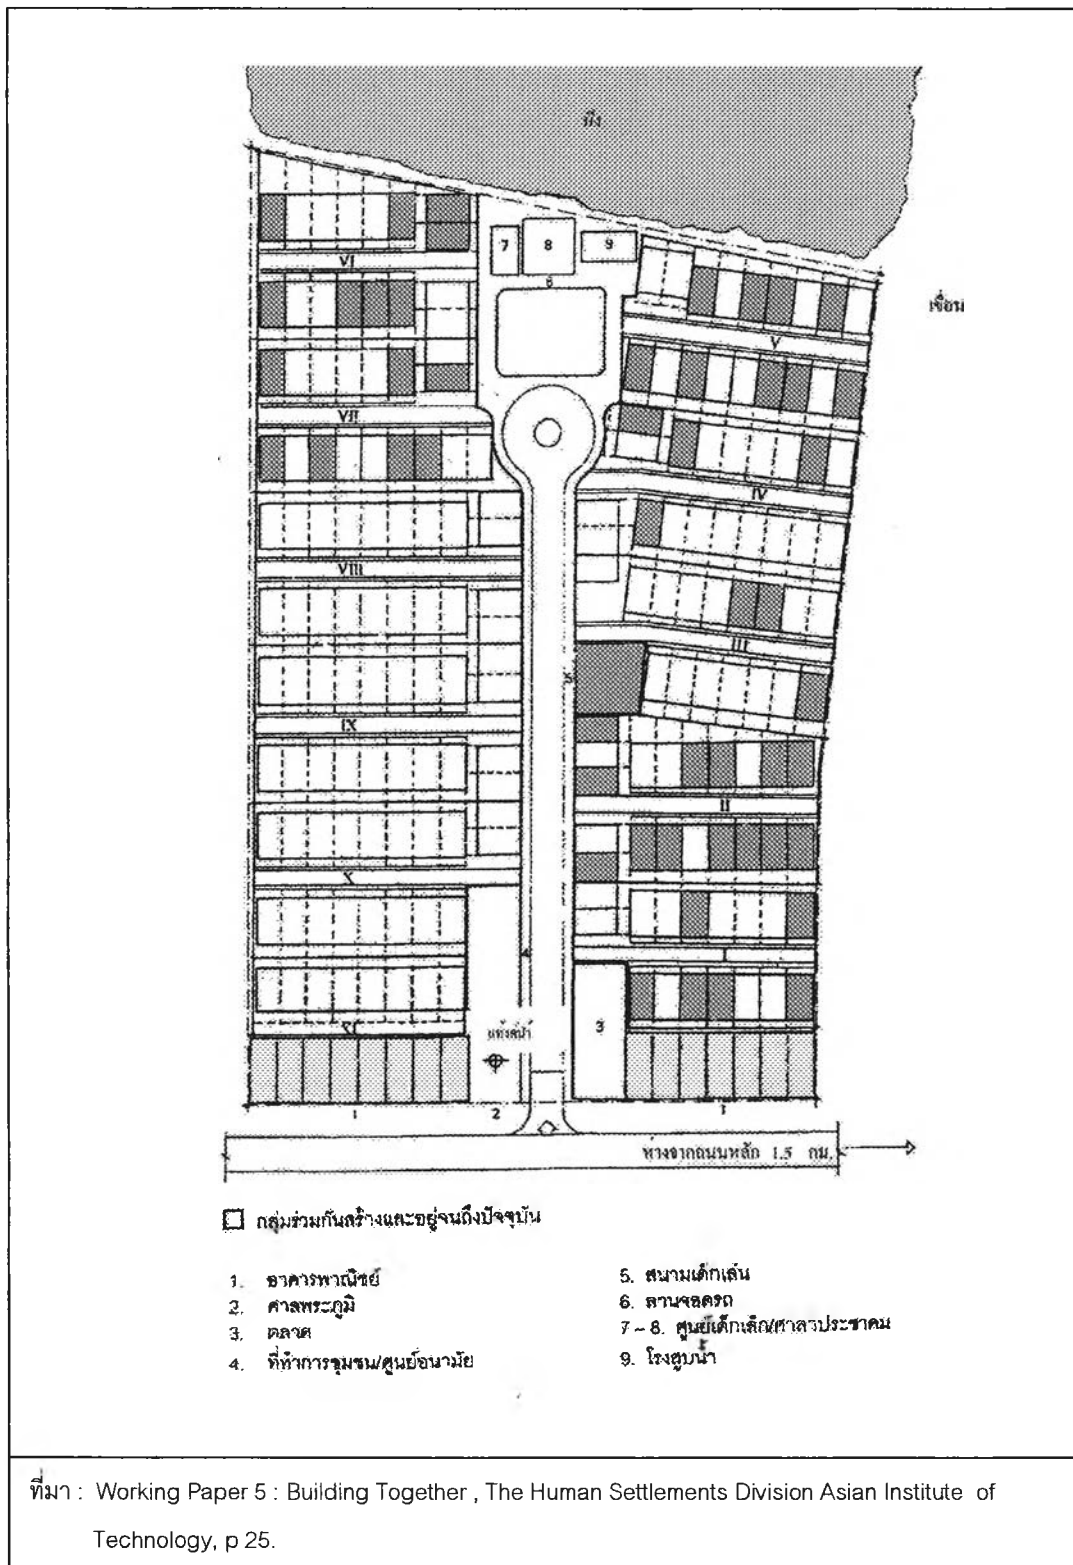 บึง
7 8 9
6
VI
V
เขื่อน
VII
IV
VIII
III
5
IX
II
X
I
4
3
แท้งค์น้ำ
XI
1 2 1
ห่างจากถนนหลัก 1.5 กม.
กลุ่มร่วมกันสร้างและอยู่จนถึงปัจจุบัน
1. อาคารพาณิชย์
2. ศาลพระภูมิ
3. ตลาด
4. ที่ทำการชุมชน/ศูนย์อนามัย
5. สนามเด็กเล่น
6. ลานจอดรถ
7 - 8. ศูนย์เด็กเล็ก/ศาลาประชาคม
9. โรงสูบน้ำ
ที่มา : Working Paper 5 : Building Together , The Human Settlements Division Asian Institute of
Technology, p 25.